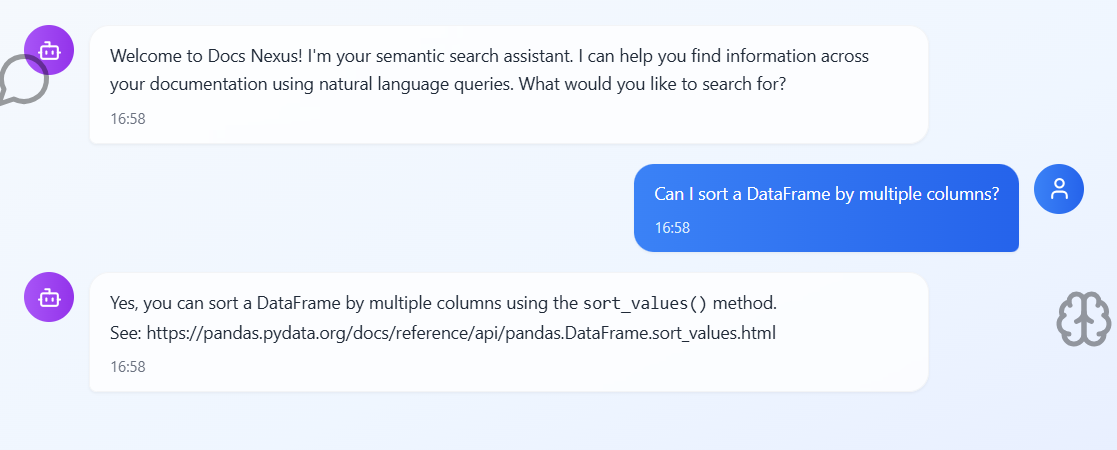 Welcome to Docs Nexus! I'm your semantic search assistant. I can help you find information across
your documentation using natural language queries. What would you like to search for?
16:58
Can I sort a DataFrame by multiple columns?
16:58
Yes, you can sort a DataFrame by multiple columns using the sort_values() method.
See: https://pandas.pydata.org/docs/reference/api/pandas.DataFrame.sort_values.html
16:58